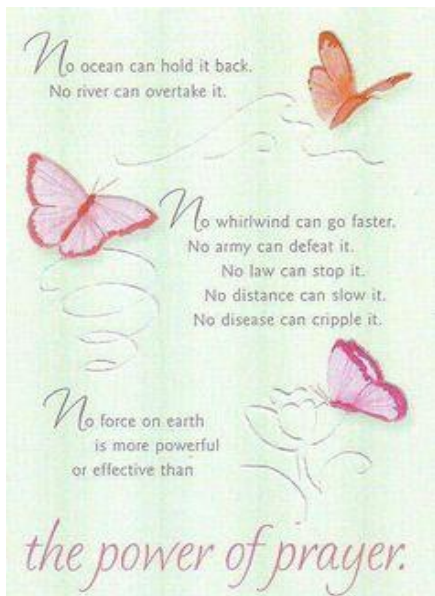 No ocean can hold it back.
No river can overtake it.
No whirlwind can go faster.
No army can defeat it.
No law can stop it.
No distance can slow it.
No disease can cripple it.
No force on earth
is more powerful
or effective than
the power of prayer.